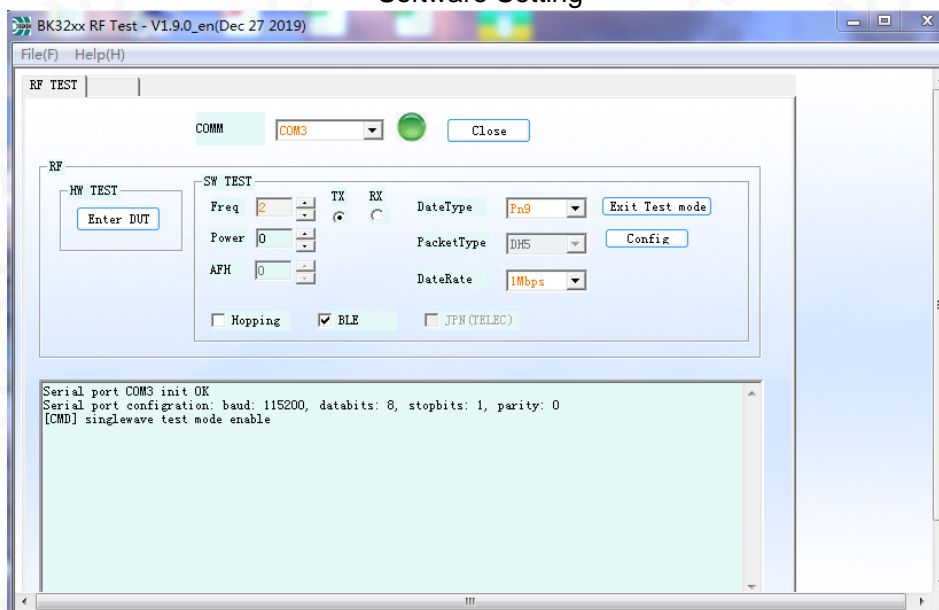 Software Setting
BK32xx RF Test - V1.9.0_en(Dec 27 2019)
File(F) Help(H)
RF TEST
COMM COM3 Close
RF
HW TEST
Enter DUT
SW TEST
Freq 2 TX RX DateType Pn9 Exit Test mode
Power 0 PacketType DH5 Config
AFH 0 DateRate 1Mbps
Hopping BLE JPN(TELEC)
Serial port COM3 init OK
Serial port configration: baud: 115200, databits: 8, stopbits: 1, parity: 0
[CMD] singlewave test mode enable